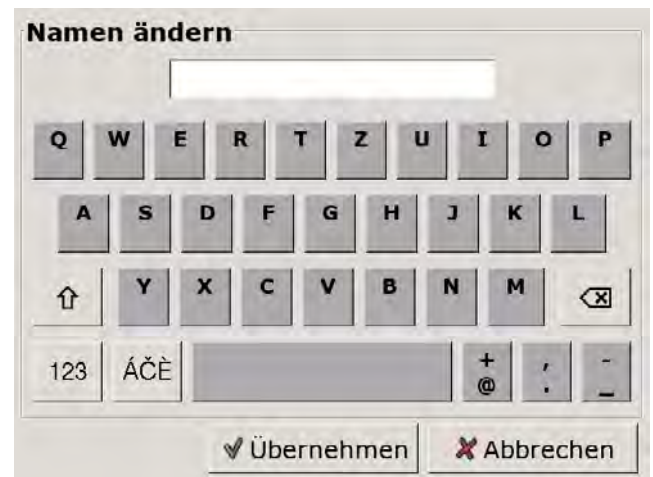 Namen ändern
Q W E R T Z U I O P
A S D F G H J K L
Y X C V B N M
123 ÁČÈ + @ , . - _
Übernehmen Abbrechen